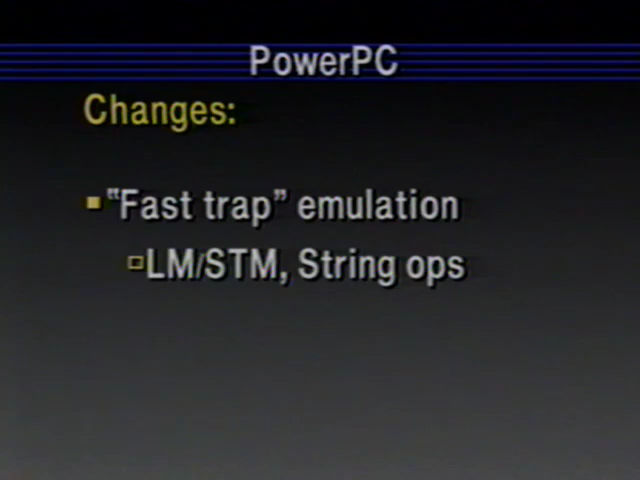 PowerPC
Changes:
"Fast trap" emulation
LM/STM, String ops